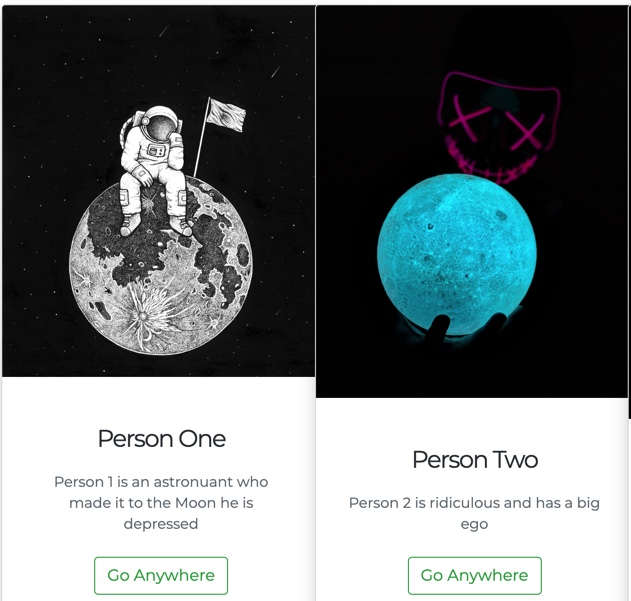 Person One
Person 1 is an astronuant who
made it to the Moon he is
depressed
Go Anywhere
Person Two
Person 2 is ridiculous and has a big
ego
Go Anywhere